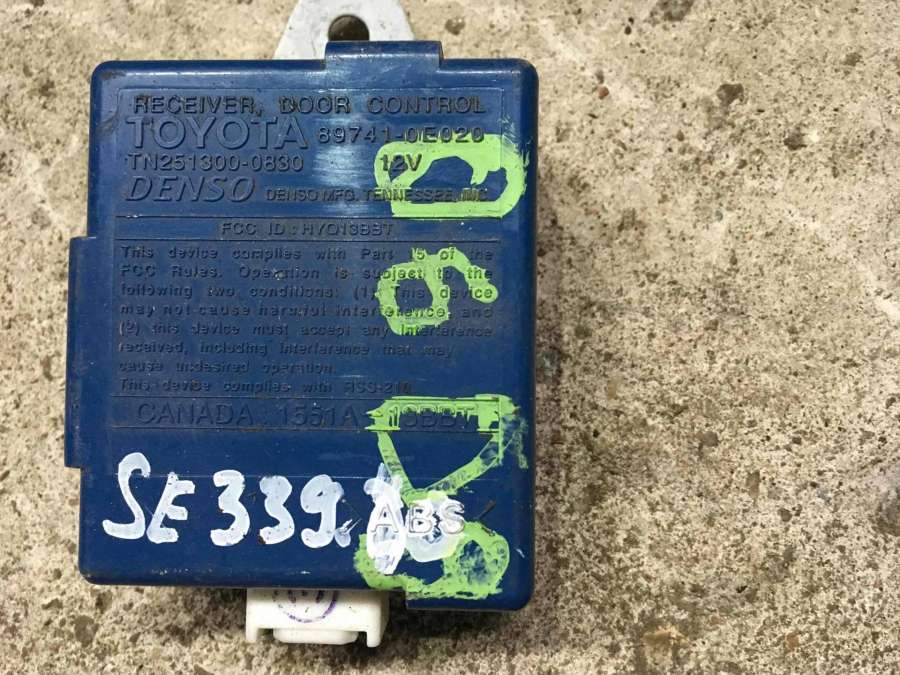 RECEIVER, DOOR CONTROL
TOYOTA 89741-0E020
TN251300-0830 12V
DENSO DENSO MFG. TENNESSEE, INC
FCC ID : HYQ13BBT
This device complies with Part 15 of the
FCC Rules. Operation is subject to the
following two conditions: (1) This device
may not cause harmful interference, and
(2) this device must accept any interference
received, including interference that may
cause undesired operation.
This device complies with RSS-210
CANADA : 1551A-13BBT
SE 339.
ABS